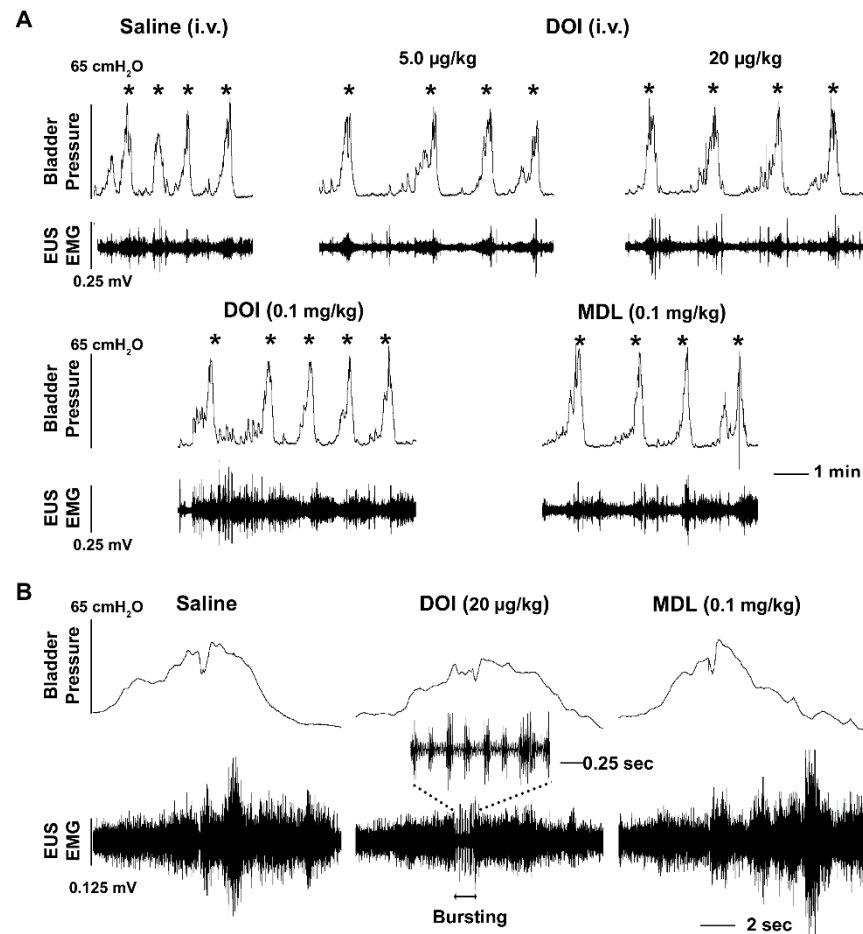 A
Saline (i.v.)
DOI (i.v.)
65 cmH₂O
5.0 µg/kg
20 µg/kg
* * * *
* * * *
* * * *
Bladder
Pressure
EUS
EMG
0.25 mV
DOI (0.1 mg/kg)
MDL (0.1 mg/kg)
65 cmH₂O
* * * * *
* * * *
Bladder
Pressure
1 min
EUS
EMG
0.25 mV
B
65 cmH₂O
Saline
DOI (20 µg/kg)
MDL (0.1 mg/kg)
Bladder
Pressure
0.25 sec
EUS
EMG
0.125 mV
Bursting
2 sec